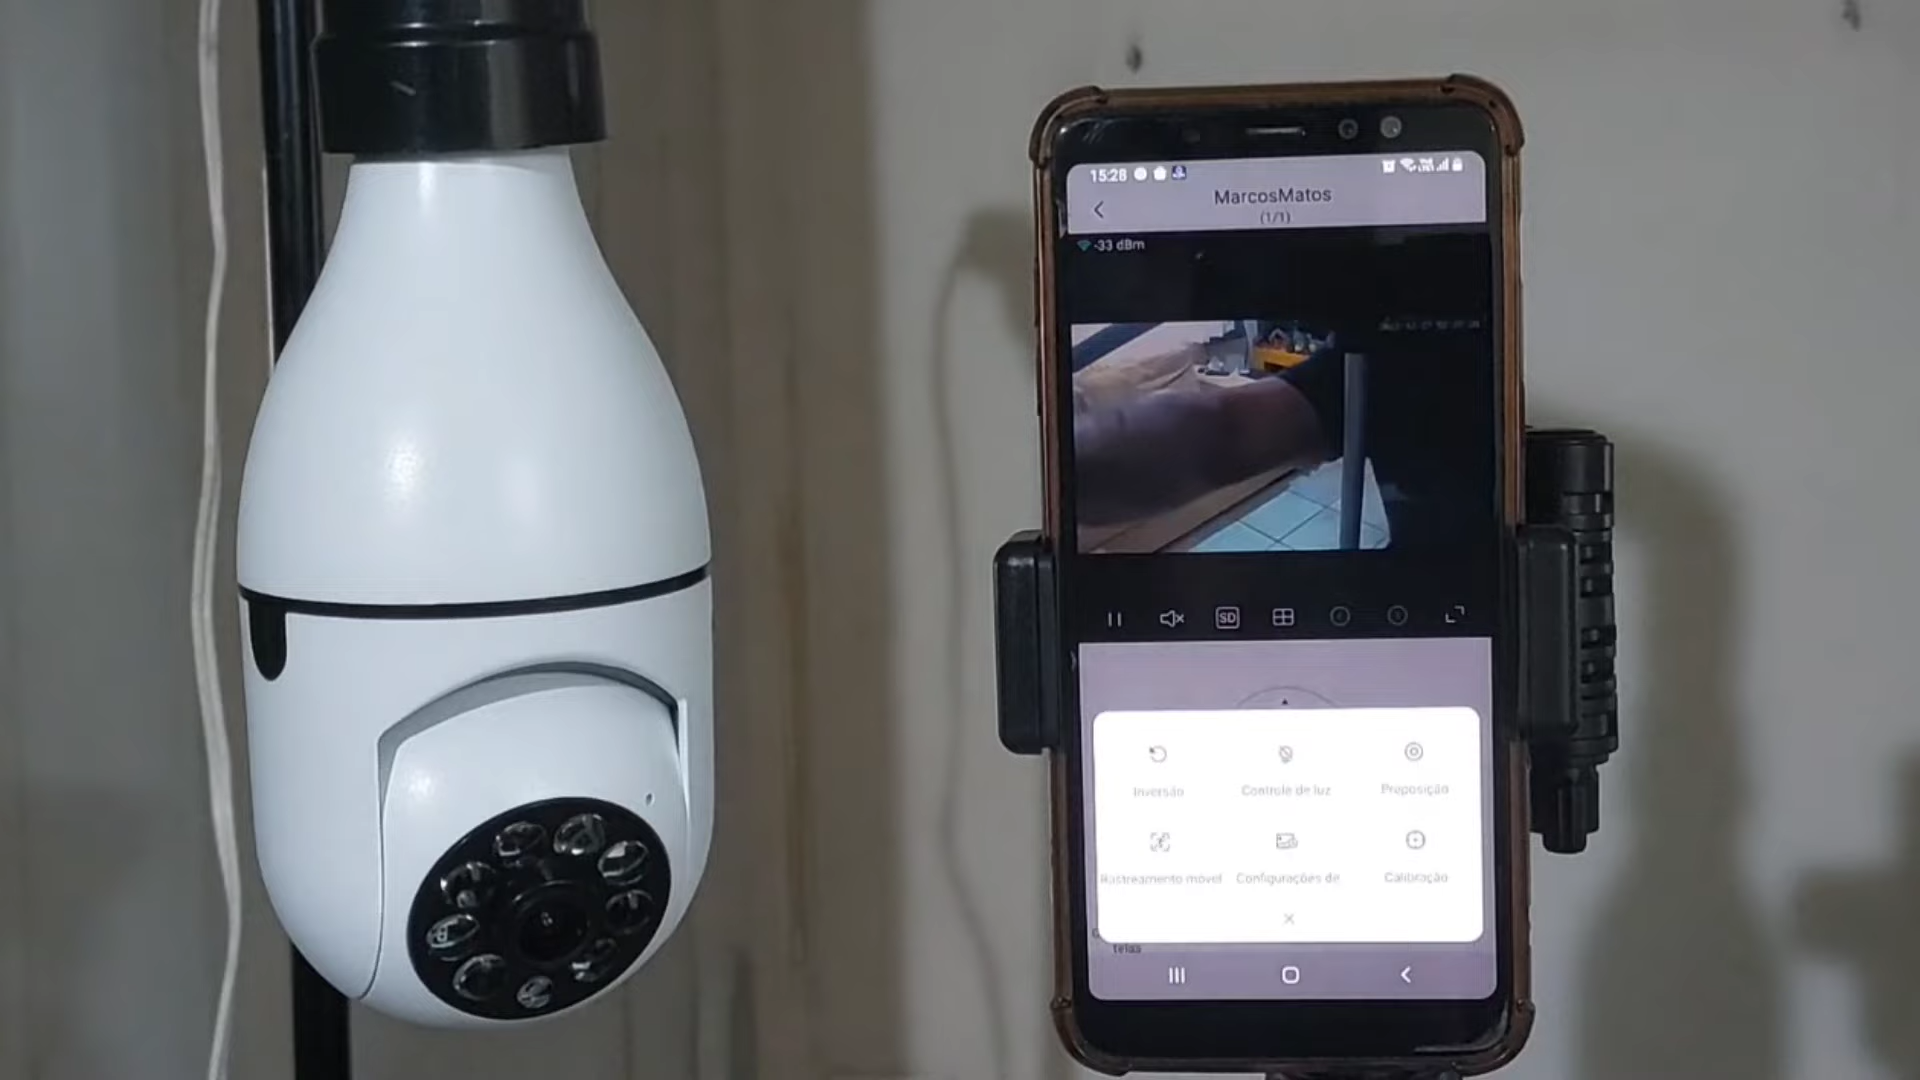 15:28
MarcosMatos
(1/1)
-33 dBm
SD
Inversão
Controle de luz
Preposição
Rastreamento móvel
Configurações de
Calibração
telas